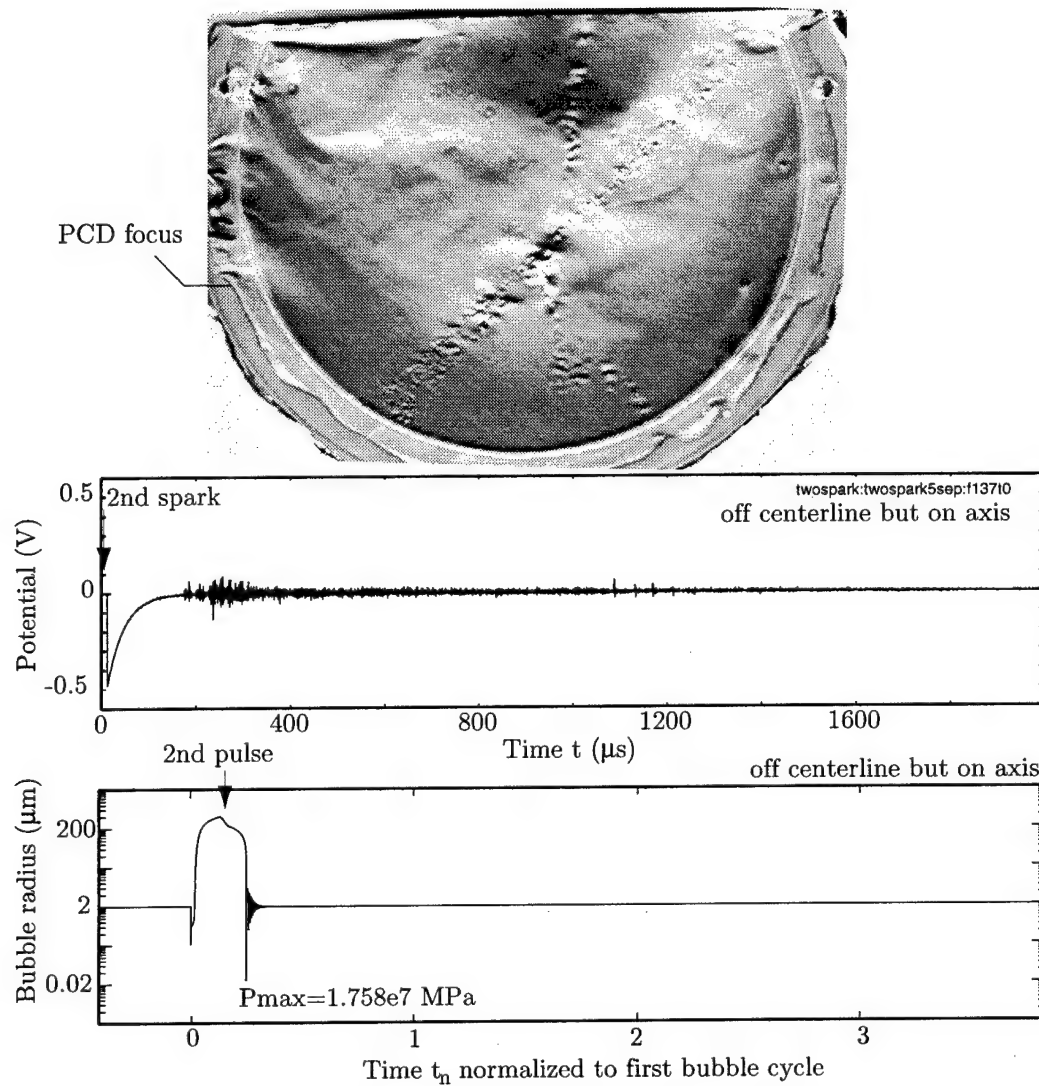 PCD focus
0.5
2nd spark
twospark:twospark5sep:f137t0
off centerline but on axis
Potential (V)
0
-0.5
0
400
800
1200
1600
Time t (μs)
2nd pulse
off centerline but on axis
Bubble radius (μm)
200
2
0.02
Pmax=1.758e7 MPa
0
1
2
3
Time tn normalized to first bubble cycle